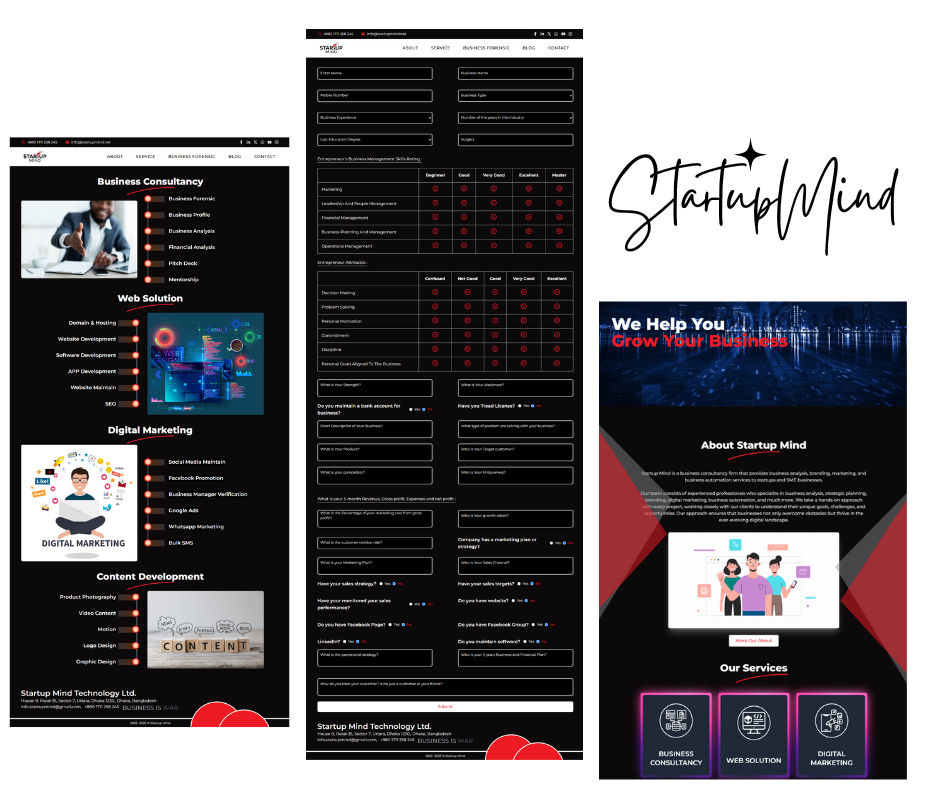 +880 1711 258 245 info@startupmind.net
STARTUP
MIND
ABOUT SERVICE BUSINESS FORENSIC BLOG CONTACT
Business Consultancy
Business Forensic
Business Profile
Business Analysis
Financial Analysis
Pitch Deck
Mentorship
Web Solution
Domain & Hosting
Website Development
Software Development
APP Development
Website Maintain
SEO
WEB
DESIGN
HTML
Digital Marketing
Like!
DIGITAL MARKETING
Social Media Maintain
Facebook Promotion
Business Manager Verification
Google Ads
Whatsapp Marketing
Bulk SMS
Content Development
Product Photography
Video Content
Motion
Logo Design
Graphic Design
CONTENT
Startup Mind Technology Ltd.
House 9, Road 35, Sector 7, Uttara, Dhaka 1230, Dhaka, Bangladesh
info.startupmind@gmail.com, +880 1711 258 245 BUSINESS IS WAR
2020 -2025 © Startup Mind
+880 1711 258 245 info@startupmind.net
STARTUP
MIND
ABOUT SERVICE BUSINESS FORENSIC BLOG CONTACT
Enter Name Business Name
Mobile Number Business Type
Business Experience Number of the years in this industry
Last Education Degree Subject
Entrepreneur's Business Management Skills Rating :
Beginner Good Very Good Excellent Master
Marketing
Leadership And People Management
Financial Management
Business Planning And Management
Operations Management
Entrepreneur Attributes :
Confused Not Good Good Very Good Excellent
Decision Making
Problem Solving
Personal Motivation
Commitment
Discipline
Personal Goals Aligned To The Business
What is Your Strength? What is Your Weakness?
Do you maintain a bank account for business? Yes No Have you Tread License? Yes No
Short Description of Your Business? What type of problem are solving with your business?
What is Your Product? Who is Your Target customer?
What is your competitor? Who is Your Uniqueness?
What is your 3-month Revenue, Gross profit, Expenses and net profit :
What is the Percentage of your marketing cost from gross profit? Who is Your growth ration?
What is the customer residue rate? Company has a marketing plan or strategy? Yes No
What is your Marketing Plan? Who is Your Sales Channel?
Have your sales strategy? Yes No Have your sales targets? Yes No
Have your monitored your sales performance? Yes No Do you have website? Yes No
Do you have Facebook Page? Yes No Do you have Facebook Group? Yes No
LinkedIn? Yes No Do you maintain software? Yes No
What is the operational strategy? Who is your 3 years Business and Financial Plan?
How do you treat your customer? Is he just a customer or your friend?
Submit
Startup Mind Technology Ltd.
House 9, Road 35, Sector 7, Uttara, Dhaka 1230, Dhaka, Bangladesh
info.startupmind@gmail.com, +880 1711 258 245 BUSINESS IS WAR
2020 -2025 © Startup Mind
StartupMind
We Help You
Grow Your Business
About Startup Mind
Startup Mind is a business consultancy firm that provides business analysis, branding, marketing, and
business automation services to startups and SME businesses.
Our team consists of experienced professionals who specialize in business analysis, strategic planning,
branding, digital marketing, business automation, and much more. We take a hands-on approach
with every project, working closely with our clients to understand their unique goals, challenges, and
opportunities. Our approach ensures that businesses not only overcome obstacles but thrive in the
ever-evolving digital landscape.
More Our About
Our Services
BUSINESS
CONSULTANCY
WEB SOLUTION
DIGITAL
MARKETING